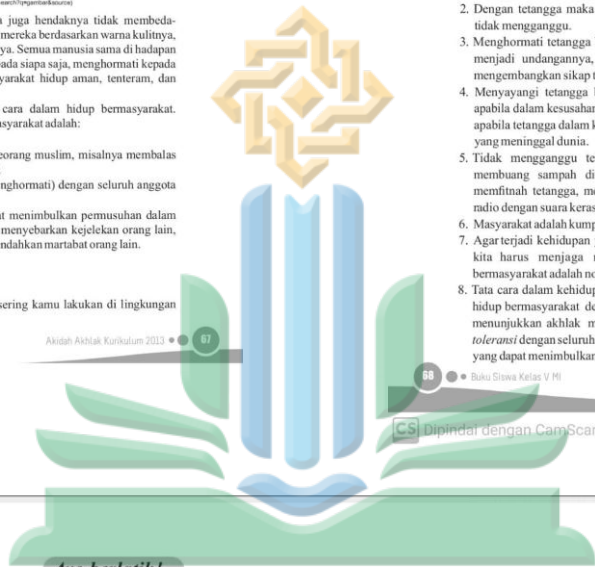 search?q=gambar&source)
juga hendaknya tidak membeda-
mereka berdasarkan warna kulitnya,
ya. Semua manusia sama di hadapan
ada siapa saja, menghormati kepada
yarakat hidup aman, tenteram, dan
cara dalam hidup bermasyarakat.
asyarakat adalah:
eorang muslim, misalnya membalas
nghormati) dengan seluruh anggota
at menimbulkan permusuhan dalam
menyebarkan kejelekan orang lain,
endahkan martabat orang lain.
sering kamu lakukan di lingkungan
Akidah Akhlak Kurikulum 2013 67
2. Dengan tetangga maka
tidak mengganggu.
3. Menghormati tetangga
menjadi undangannya,
mengembangkan sikap t
4. Menyayangi tetangga
apabila dalam kesusahan
apabila tetangga dalam k
yang meninggal dunia.
5. Tidak mengganggu te
membuang sampah di
memfitnah tetangga, me
radio dengan suara keras
6. Masyarakat adalah kump
7. Agar terjadi kehidupan
kita harus menjaga
bermasyarakat adalah no
8. Tata cara dalam kehidup
hidup bermasyarakat de
menunjukkan akhlak m
toleransi dengan seluruh
yang dapat menimbulkan
68 Buku Siswa Kelas V MI
CS Dipindai dengan CamScan